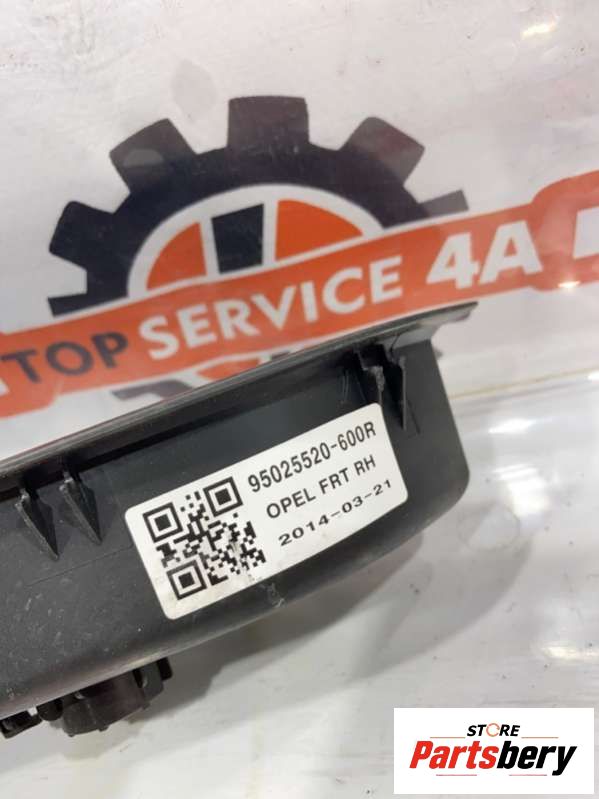 TOP SERVICE 4A
95025520-600R
OPEL FRT RH
2014-03-21
STORE
Partsbery